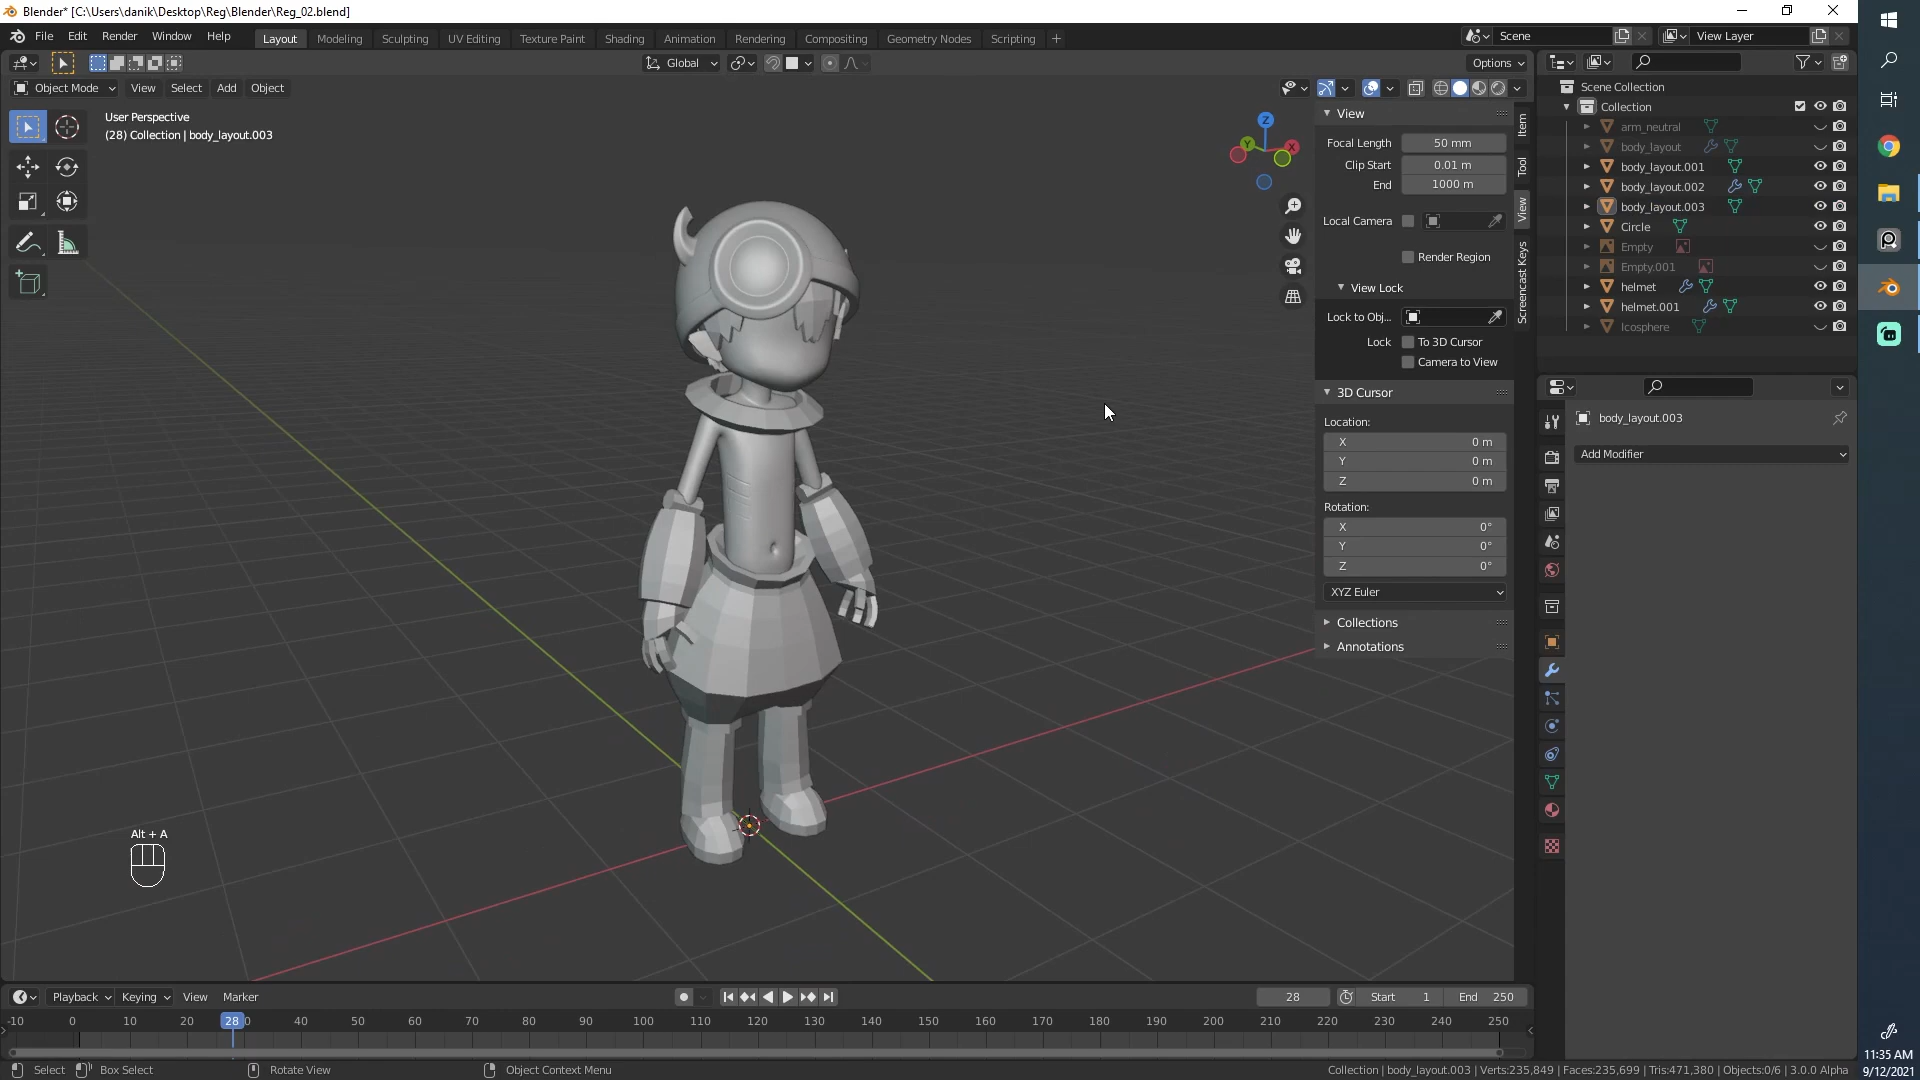 Blender* [C:\Users\danik\Desktop\Reg\Blender\Reg_02.blend]
File Edit Render Window Help
Layout Modeling Sculpting UV Editing Texture Paint Shading Animation Rendering Compositing Geometry Nodes Scripting +
Scene
View Layer
Global
Options
Object Mode View Select Add Object
User Perspective
(28) Collection | body_layout.003
Z
Y
X
View
Focal Length 50 mm
Clip Start 0.01 m
End 1000 m
Local Camera
Render Region
View Lock
Lock to Obj...
Lock To 3D Cursor
Camera to View
3D Cursor
Location:
X 0 m
Y 0 m
Z 0 m
Rotation:
X 0°
Y 0°
Z 0°
XYZ Euler
Collections
Annotations
Item
Tool
View
Screencast Keys
Scene Collection
Collection
arm_neutral
body_layout
body_layout.001
body_layout.002
body_layout.003
Circle
Empty
Empty.001
helmet
helmet.001
Icosphere
body_layout.003
Add Modifier
Alt + A
Playback Keying View Marker
28
Start 1
End 250
-10 0 10 20 28 40 50 60 70 80 90 100 110 120 130 140 150 160 170 180 190 200 210 220 230 240 250
Select Box Select Rotate View Object Context Menu
Collection | body_layout.003 | Verts:235,849 | Faces:235,699 | Tris:471,380 | Objects:0/6 | 3.0.0 Alpha
11:35 AM
9/12/2021